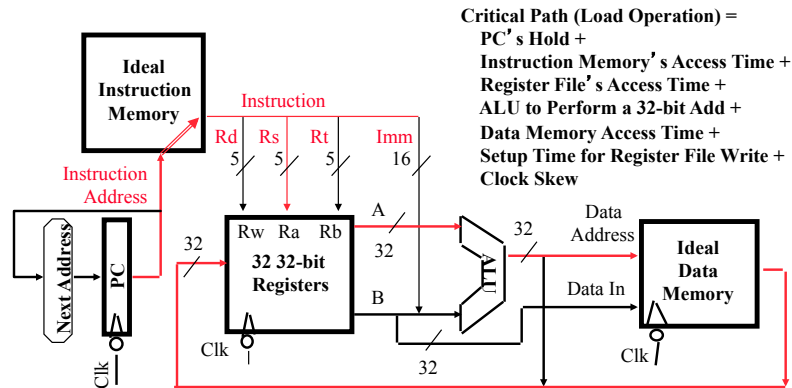 Critical Path (Load Operation) =
PC’s Hold +
Instruction Memory’s Access Time +
Register File’s Access Time +
ALU to Perform a 32-bit Add +
Data Memory Access Time +
Setup Time for Register File Write +
Clock Skew
Ideal
Instruction
Memory
Instruction
Rd
Rs
Rt
Imm
5
5
5
16
Instruction
Address
Next Address
PC
Clk
32
Rw Ra Rb
32 32-bit
Registers
Clk
A
32
B
32
ALU
32
Data
Address
Data In
Ideal
Data
Memory
Clk